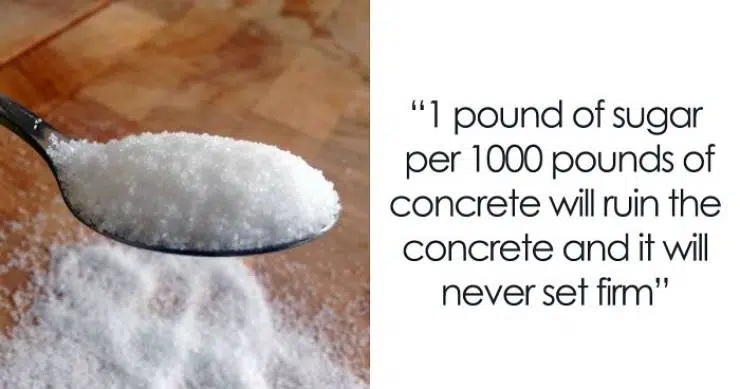 “1 pound of sugar
per 1000 pounds of
concrete will ruin the
concrete and it will
never set firm”